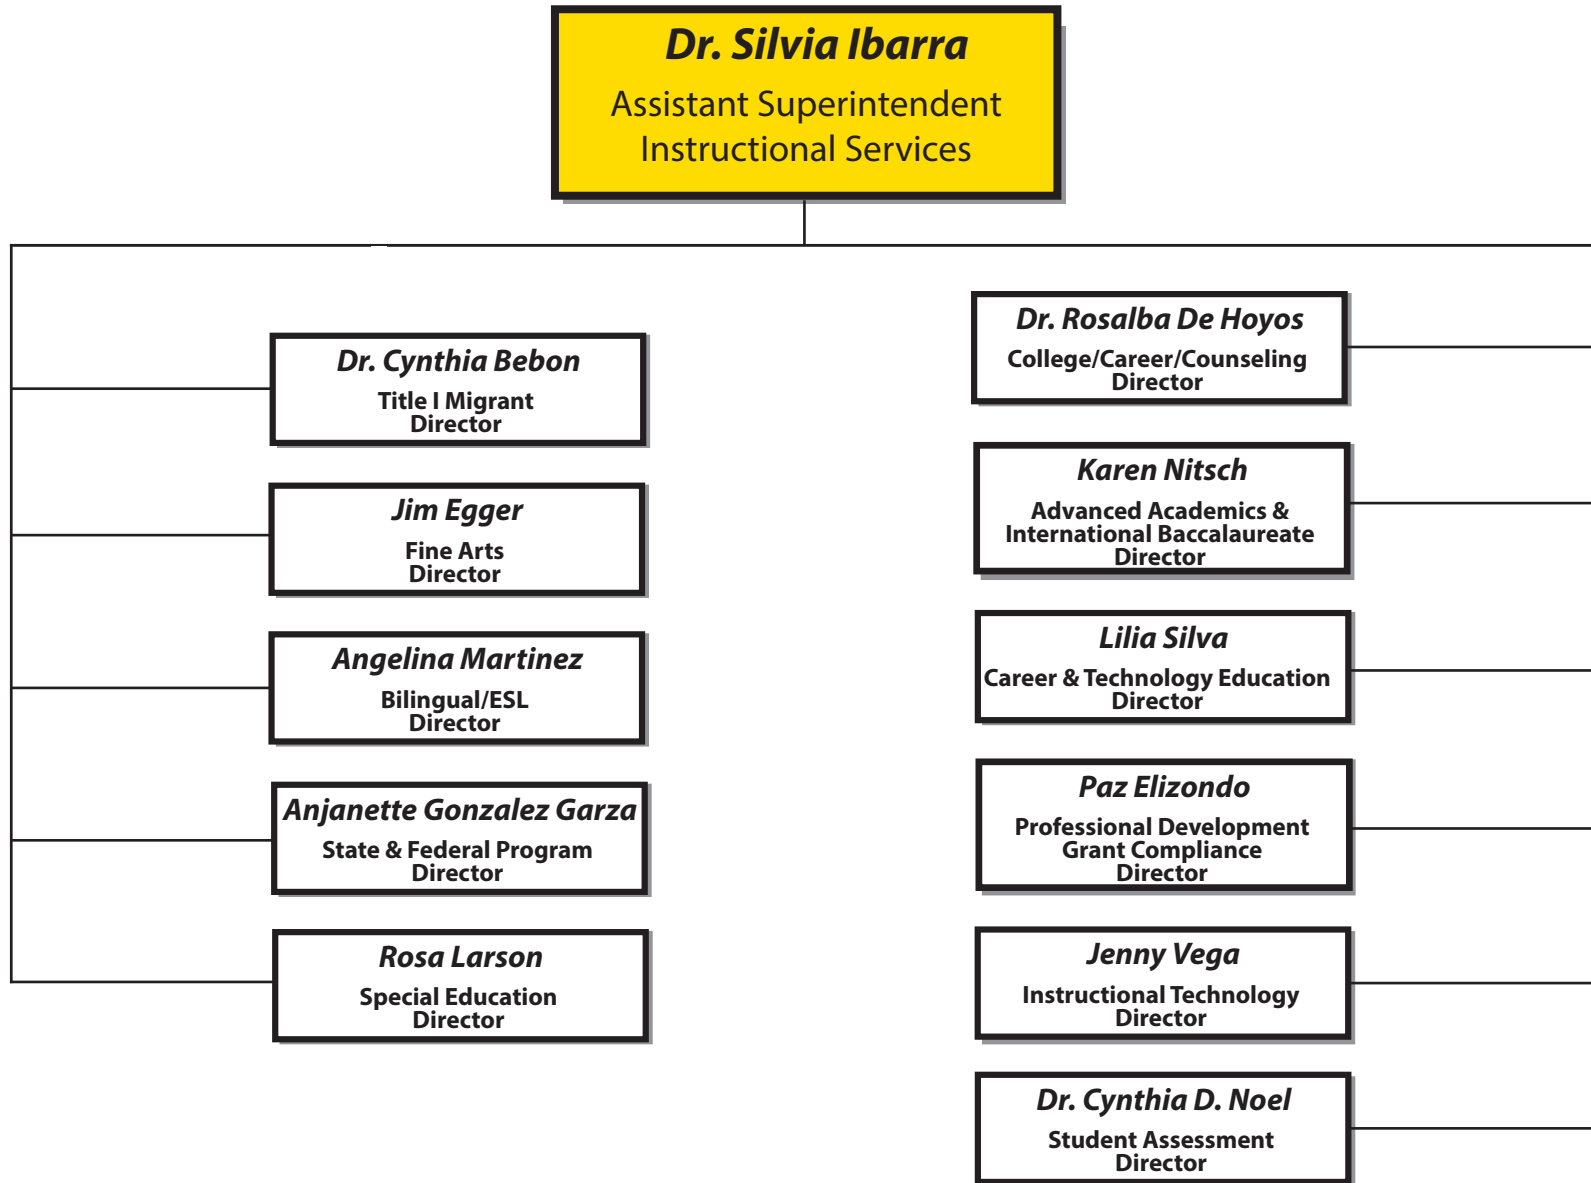 Dr. Silvia Ibarra
Assistant Superintendent
Instructional Services
Dr. Cynthia Bebon
Title I Migrant
Director
Jim Egger
Fine Arts
Director
Angelina Martinez
Bilingual/ESL
Director
Anjanette Gonzalez Garza
State & Federal Program
Director
Rosa Larson
Special Education
Director
Dr. Rosalba De Hoyos
College/Career/Counseling
Director
Karen Nitsch
Advanced Academics &
International Baccalaureate
Director
Lilia Silva
Career & Technology Education
Director
Paz Elizondo
Professional Development
Grant Compliance
Director
Jenny Vega
Instructional Technology
Director
Dr. Cynthia D. Noel
Student Assessment
Director